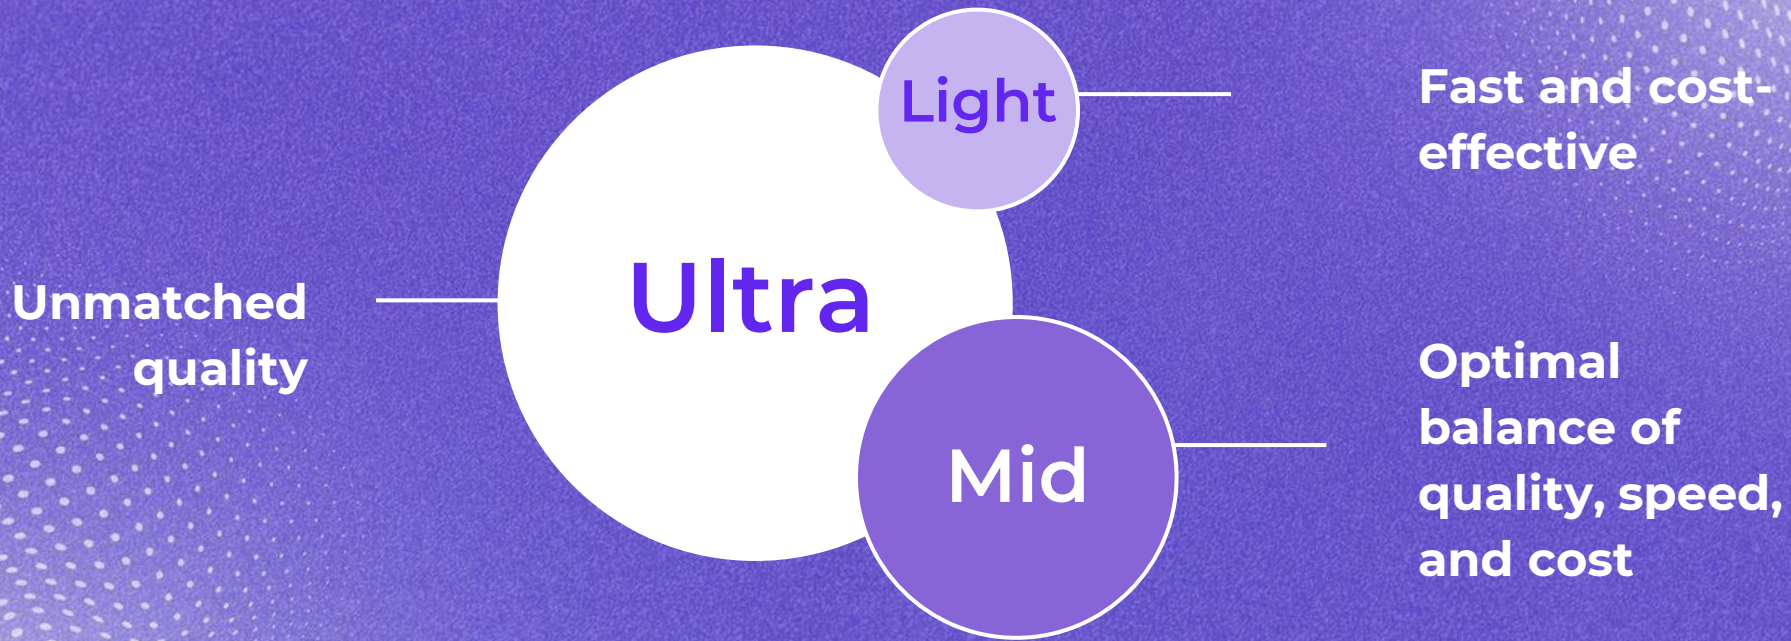 Light
Fast and cost-
effective
Ultra
Unmatched
quality
Mid
Optimal
balance of
quality, speed,
and cost